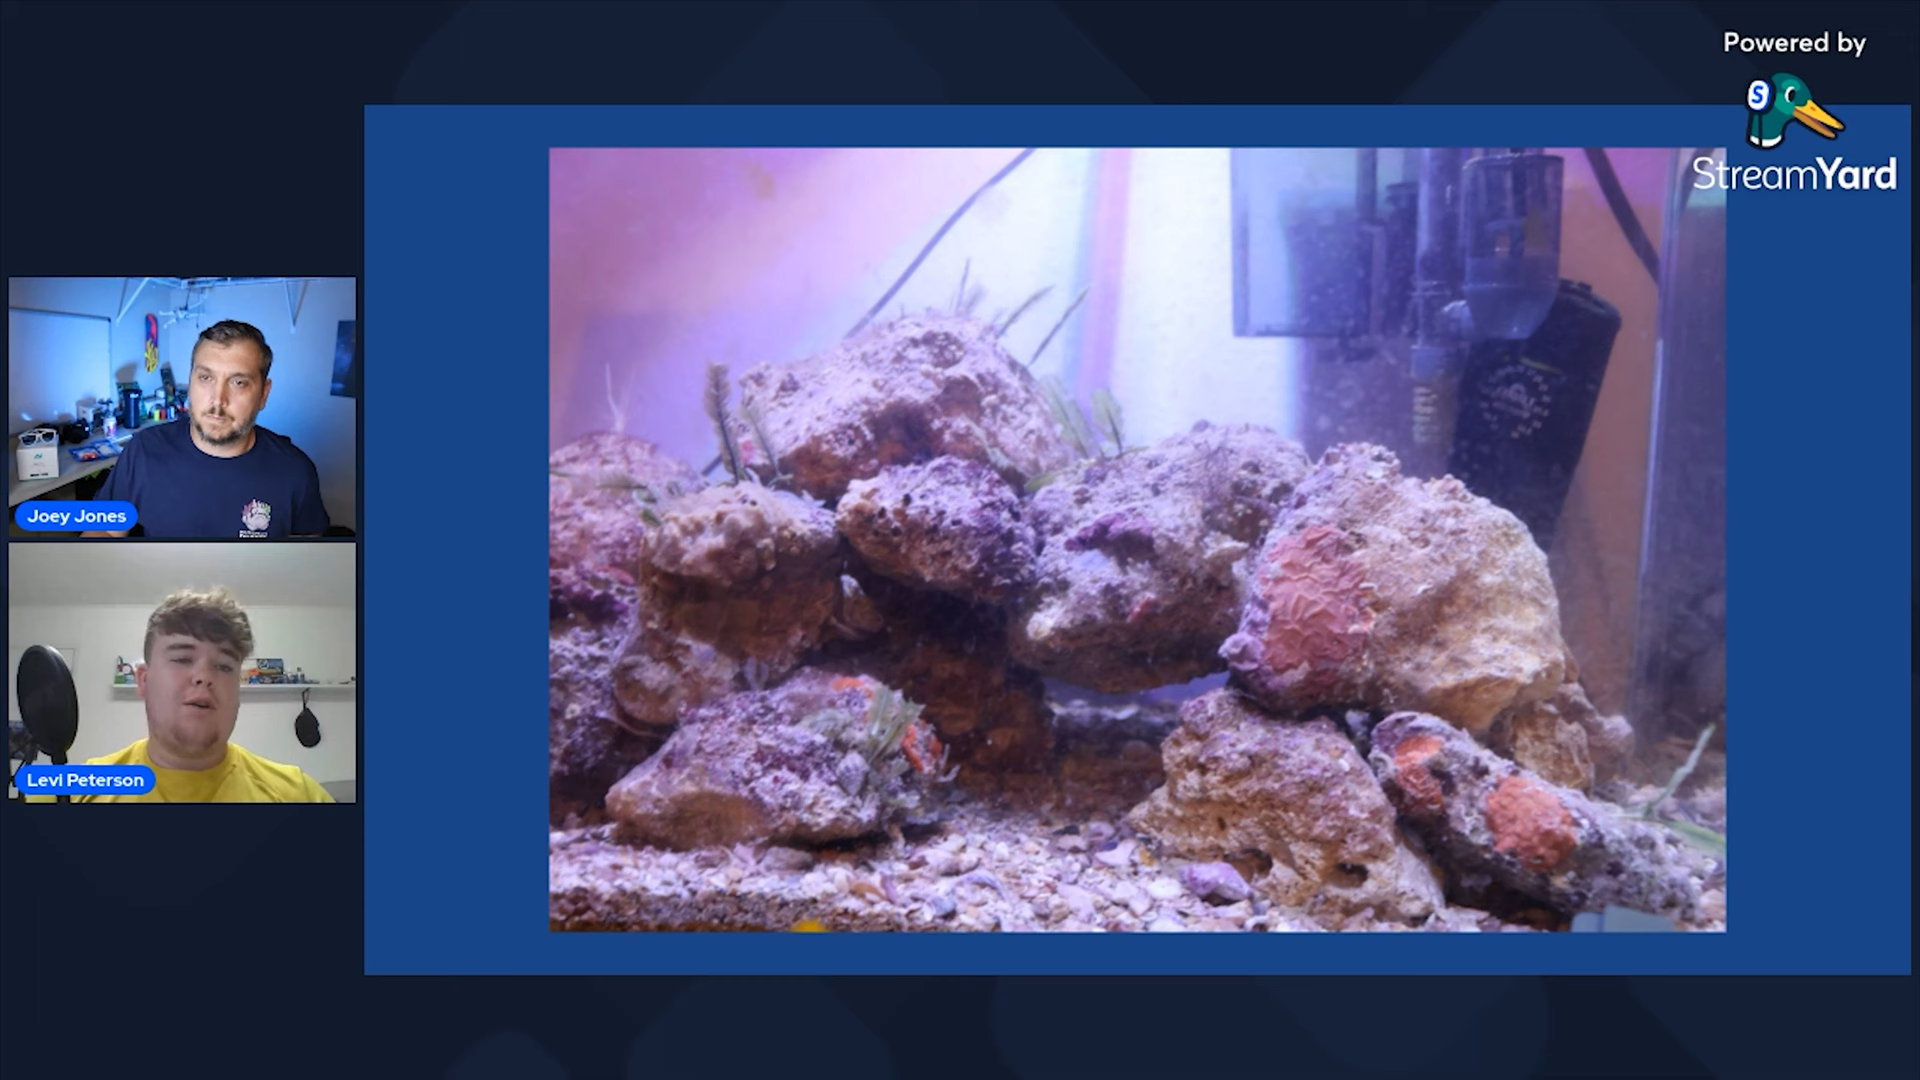 Powered by
S
StreamYard
Joey Jones
Levi Peterson